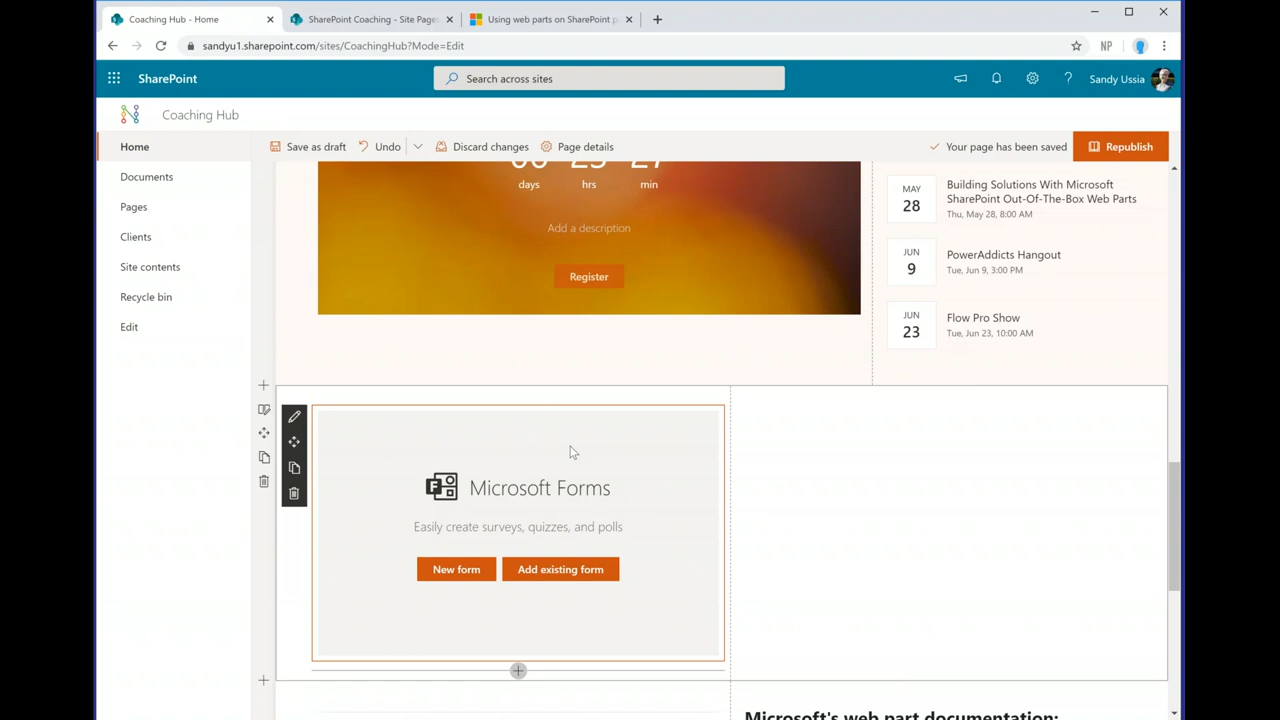 Coaching Hub - Home
SharePoint Coaching - Site Pages
Using web parts on SharePoint p
sandyu1.sharepoint.com/sites/CoachingHub?Mode=Edit
NP
SharePoint
Search across sites
Sandy Ussia
Coaching Hub
Home
Save as draft
Undo
Discard changes
Page details
Your page has been saved
Republish
Documents
Pages
Clients
Site contents
Recycle bin
Edit
days
hrs
min
Add a description
Register
MAY
28
Building Solutions With Microsoft
SharePoint Out-Of-The-Box Web Parts
Thu, May 28, 8:00 AM
JUN
9
PowerAddicts Hangout
Tue, Jun 9, 3:00 PM
JUN
23
Flow Pro Show
Tue, Jun 23, 10:00 AM
Microsoft Forms
Easily create surveys, quizzes, and polls
New form
Add existing form
Microsoft's web part documentation: